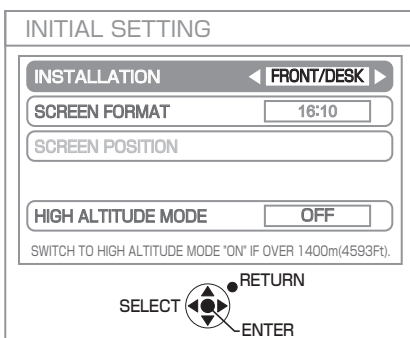 INITIAL SETTING
INSTALLATION FRONT/DESK
SCREEN FORMAT 16:10
SCREEN POSITION
HIGH ALTITUDE MODE OFF
SWITCH TO HIGH ALTITUDE MODE "ON" IF OVER 1400m(4593Ft).
RETURN
SELECT
ENTER